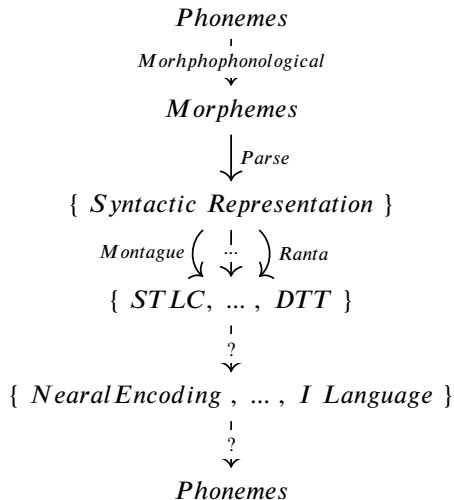 Phonemes
Morhphophonological
Morphemes
Parse
{ Syntactic Representation }
Montague ... Ranta
{ STLC, ... , DTT }
?
{ NearalEncoding , ... , I Language }
?
Phonemes